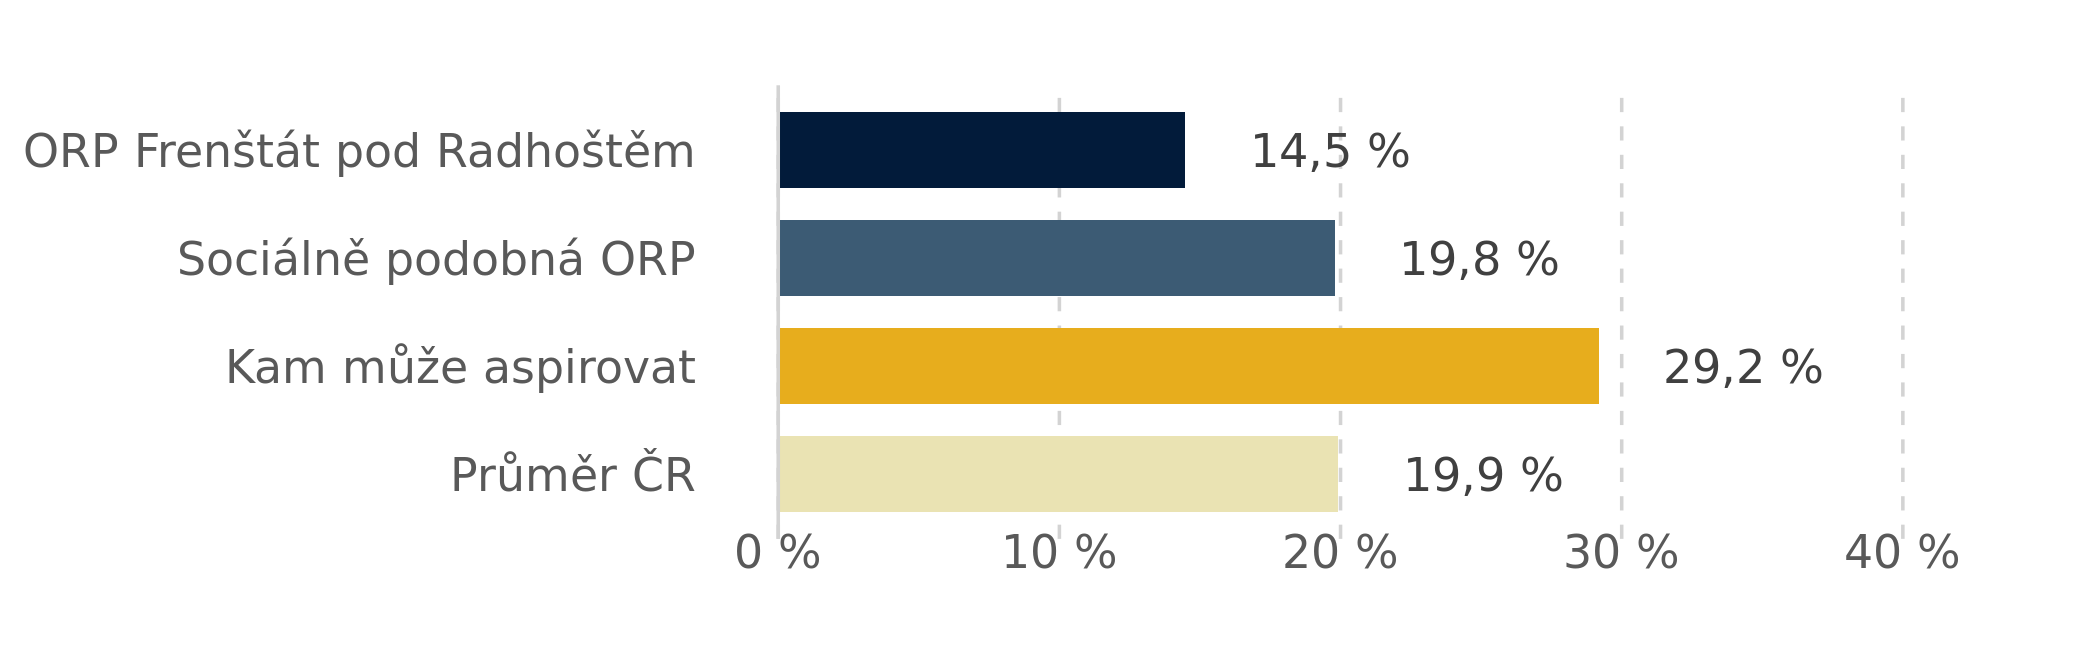 ORP Frenštát pod Radhoštěm 14,5 %
Sociálně podobná ORP 19,8 %
Kam může aspirovat 29,2 %
Průměr ČR 19,9 %
0 % 10 % 20 % 30 % 40 %